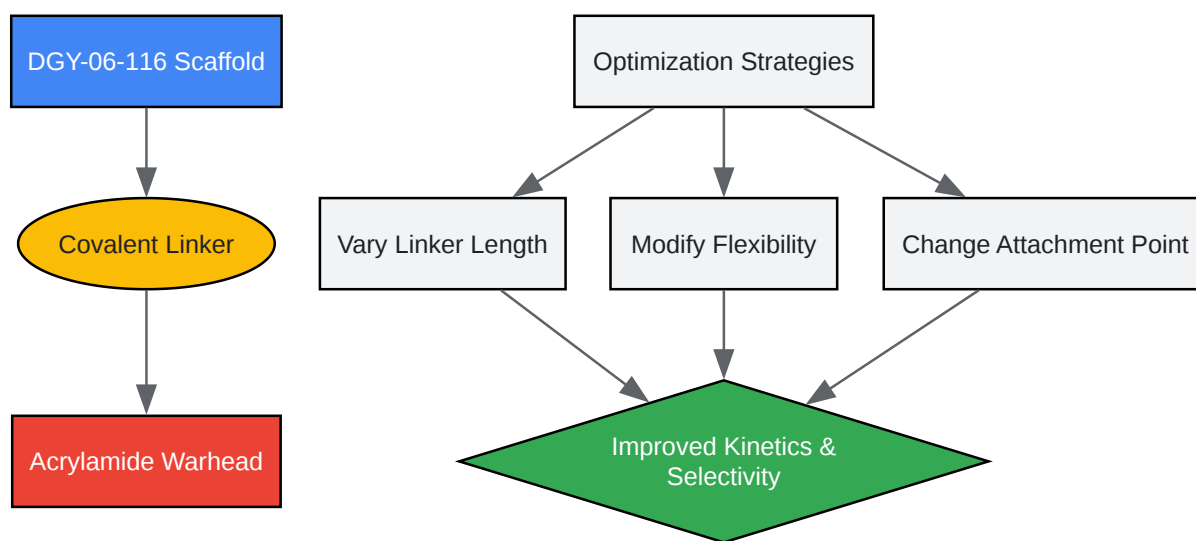 DGY-06-116 Scaffold
Optimization Strategies
Covalent Linker
Vary Linker Length
Modify Flexibility
Change Attachment Point
Acrylamide Warhead
Improved Kinetics &
Selectivity